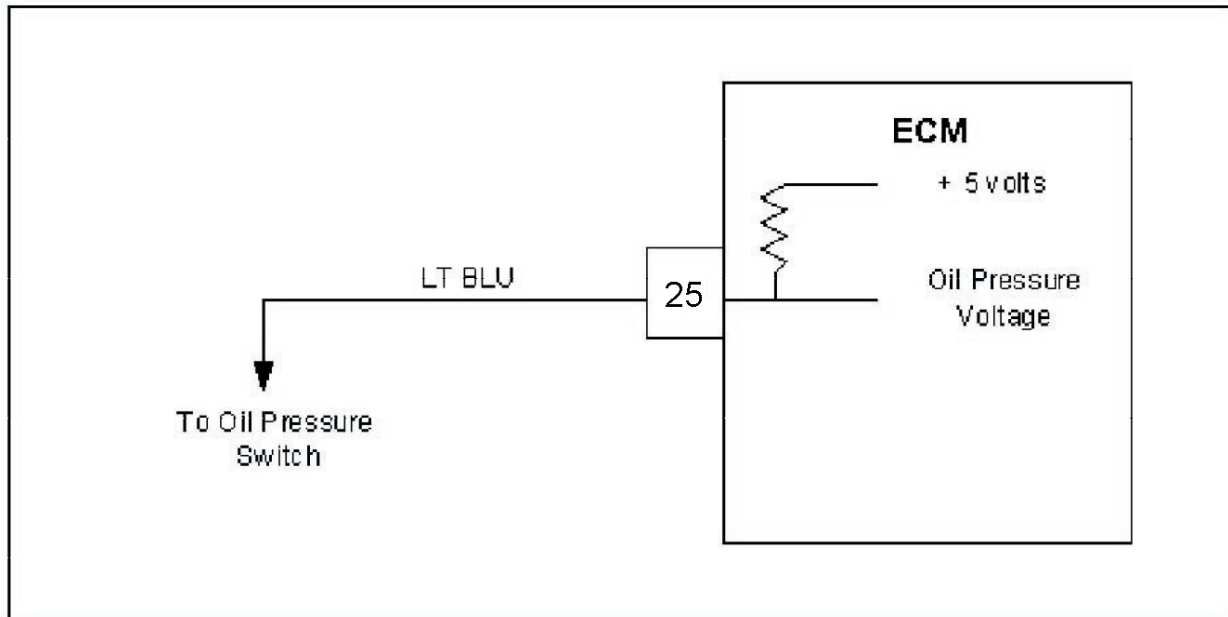 ECM
+ 5 volts
LT BLU
25
Oil Pressure
Voltage
To Oil Pressure
Switch